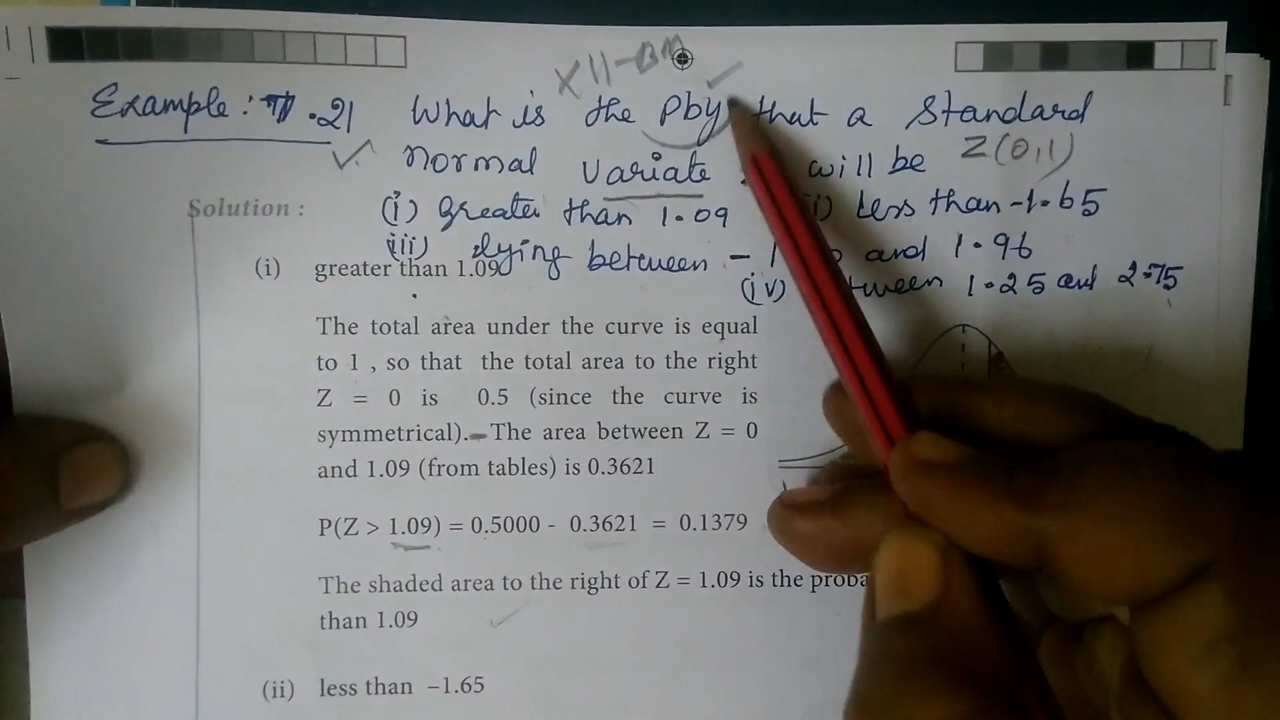 XII-BM
Example: 7.21 What is the Pby that a Standard
Normal Variate will be Z(0,1)
(i) Greater than 1.09 i) Less than -1.65
(iii) lying between - 1 and 1.96
(iv) tween 1.25 and 2.75
Solution :
(i) greater than 1.09
The total area under the curve is equal
to 1 , so that the total area to the right
Z = 0 is 0.5 (since the curve is
symmetrical). The area between Z = 0
and 1.09 (from tables) is 0.3621
P(Z > 1.09) = 0.5000 - 0.3621 = 0.1379
The shaded area to the right of Z = 1.09 is the proba
than 1.09
(ii) less than −1.65